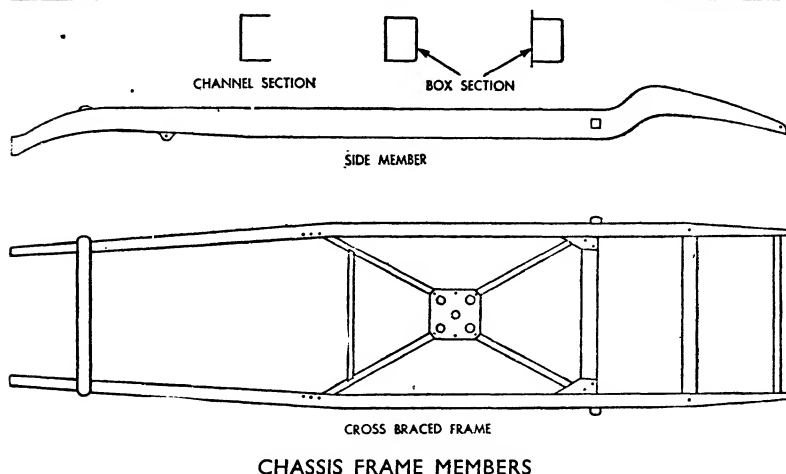 CHANNEL SECTION
BOX SECTION
SIDE MEMBER
CROSS BRACED FRAME
CHASSIS FRAME MEMBERS